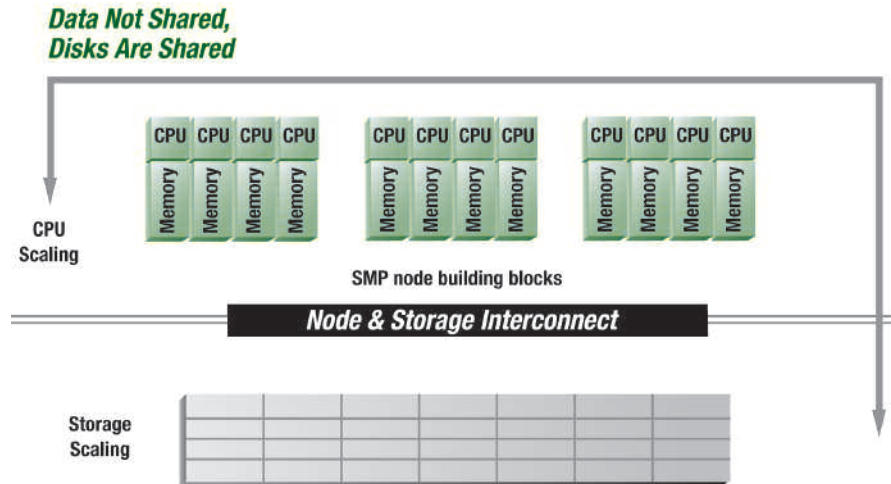 Data Not Shared,
Disks Are Shared
CPU CPU CPU CPU
CPU CPU CPU CPU
CPU CPU CPU CPU
Memory Memory Memory Memory
Memory Memory Memory Memory
Memory Memory Memory Memory
CPU
Scaling
SMP node building blocks
Node & Storage Interconnect
Storage
Scaling